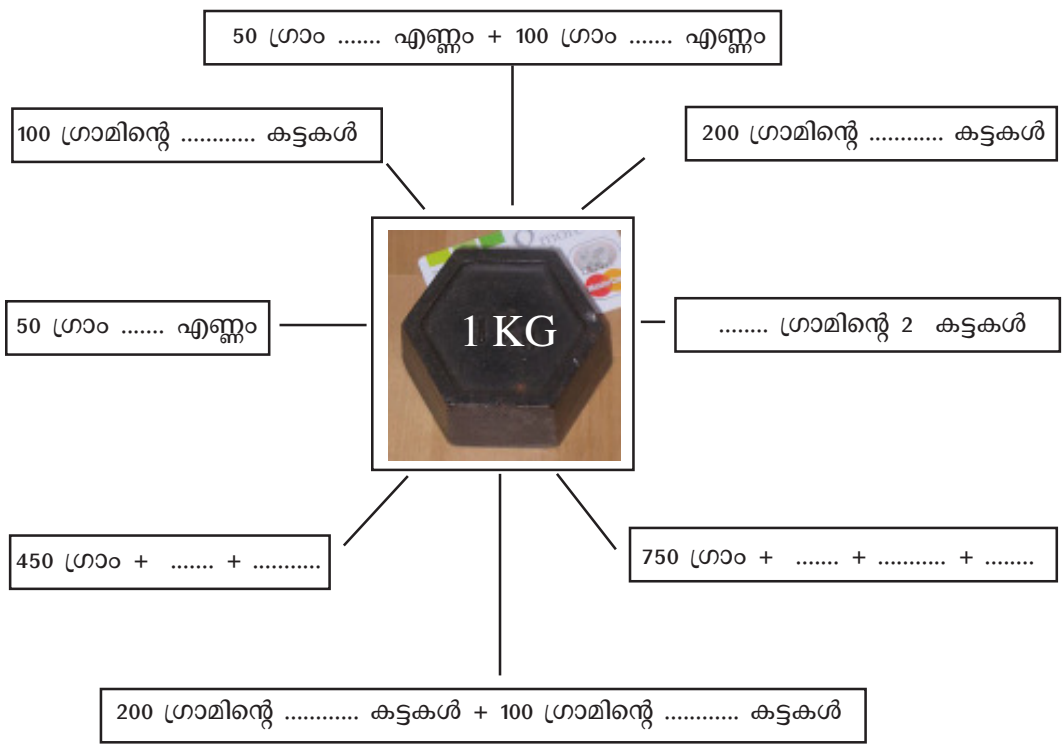 50 ഗ്രാം ....... എണ്ണം + 100 ഗ്രാം ....... എണ്ണം
100 ഗ്രാമിന്റെ ............ കട്ടകൾ
200 ഗ്രാമിന്റെ ............ കട്ടകൾ
1 KG
50 ഗ്രാം ....... എണ്ണം
........ ഗ്രാമിന്റെ 2 കട്ടകൾ
450 ഗ്രാം + ....... + ...........
750 ഗ്രാം + ....... + ........... + ........
200 ഗ്രാമിന്റെ ............ കട്ടകൾ + 100 ഗ്രാമിന്റെ ............ കട്ടകൾ